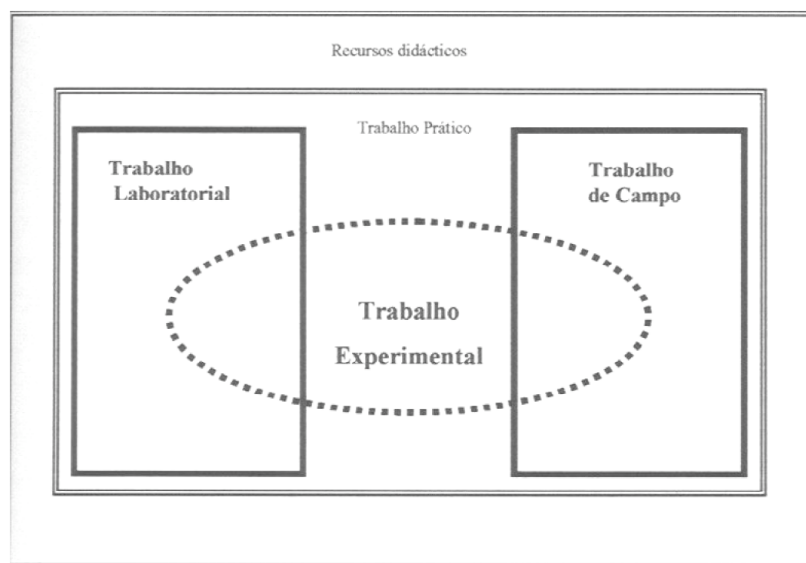 Recursos didácticos
Trabalho Prático
Trabalho
Laboratorial
Trabalho
de Campo
Trabalho
Experimental